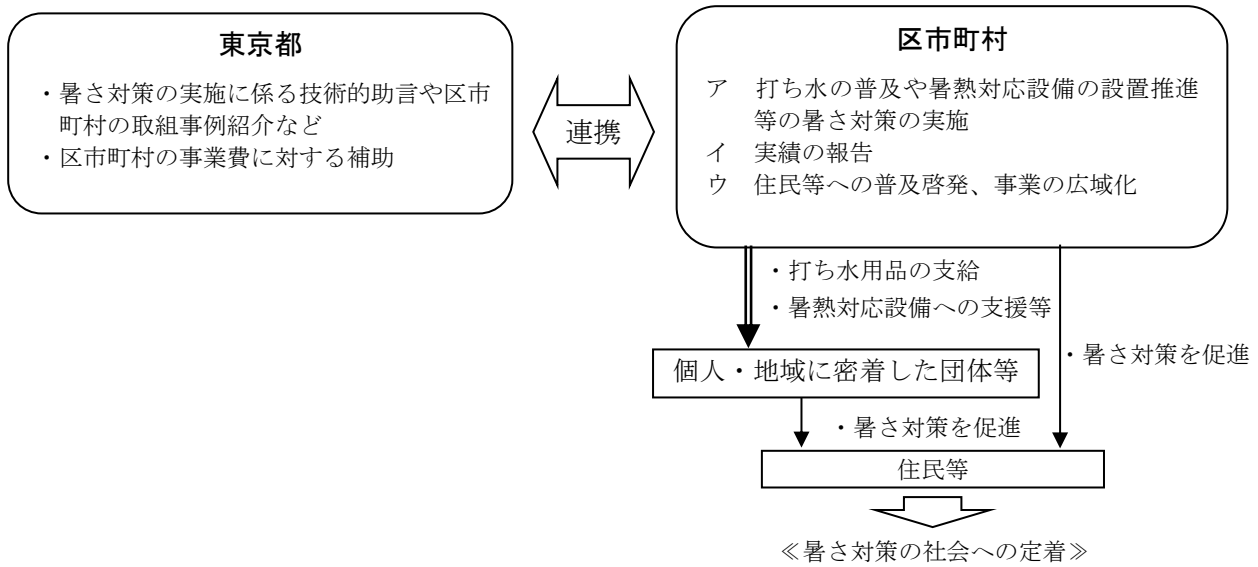 東京都
・暑さ対策の実施に係る技術的助言や区市
町村の取組事例紹介など
・区市町村の事業費に対する補助
連携
区市町村
ア　打ち水の普及や暑熱対応設備の設置推進
等の暑さ対策の実施
イ　実績の報告
ウ　住民等への普及啓発、事業の広域化
・打ち水用品の支給
・暑熱対応設備への支援等
・暑さ対策を促進
個人・地域に密着した団体等
・暑さ対策を促進
住民等
≪暑さ対策の社会への定着≫